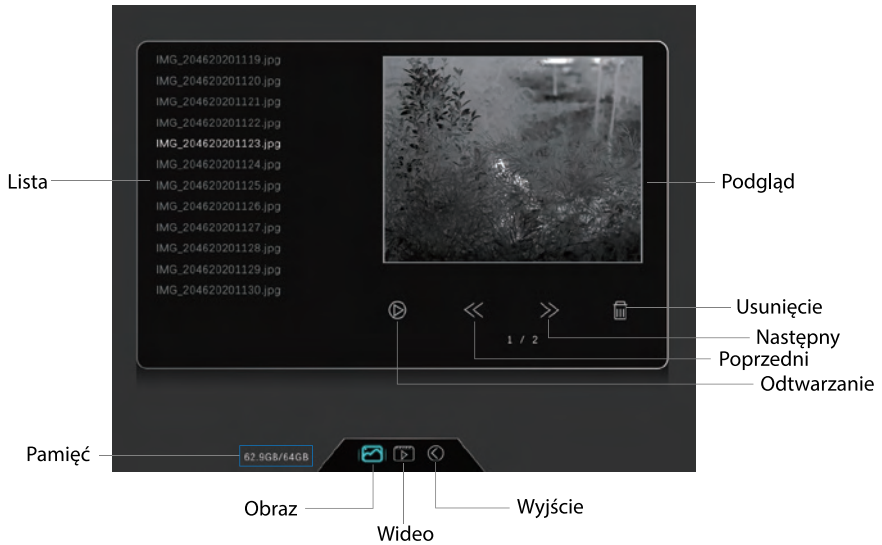 IMG_204620201119.jpg
IMG_204620201120.jpg
IMG_204620201121.jpg
IMG_204620201122.jpg
IMG_204620201123.jpg
IMG_204620201124.jpg
IMG_204620201125.jpg
IMG_204620201126.jpg
IMG_204620201127.jpg
IMG_204620201128.jpg
IMG_204620201129.jpg
IMG_204620201130.jpg
Lista
Podgląd
Usunięcie
Następny
1 / 2
Poprzedni
Odtwarzanie
Pamięć
62.9GB/64GB
Obraz
Wyjście
Wideo